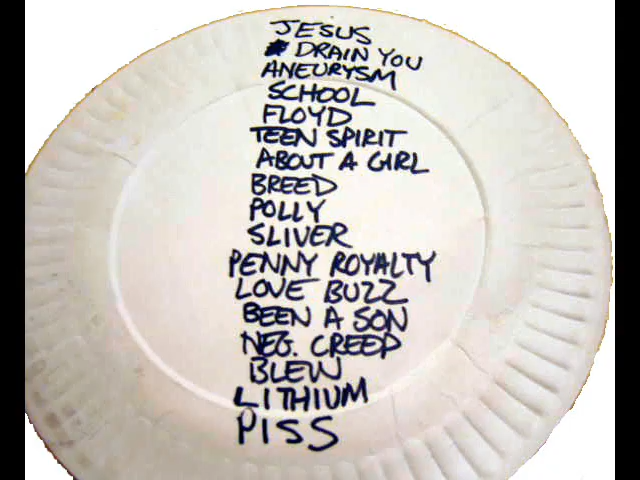 JESUS
DRAIN YOU
ANEURYSM
SCHOOL
FLOYD
TEEN SPIRIT
ABOUT A GIRL
BREED
POLLY
SLIVER
PENNY ROYALTY
LOVE BUZZ
BEEN A SON
NEG. CREEP
BLEW
LITHIUM
PISS